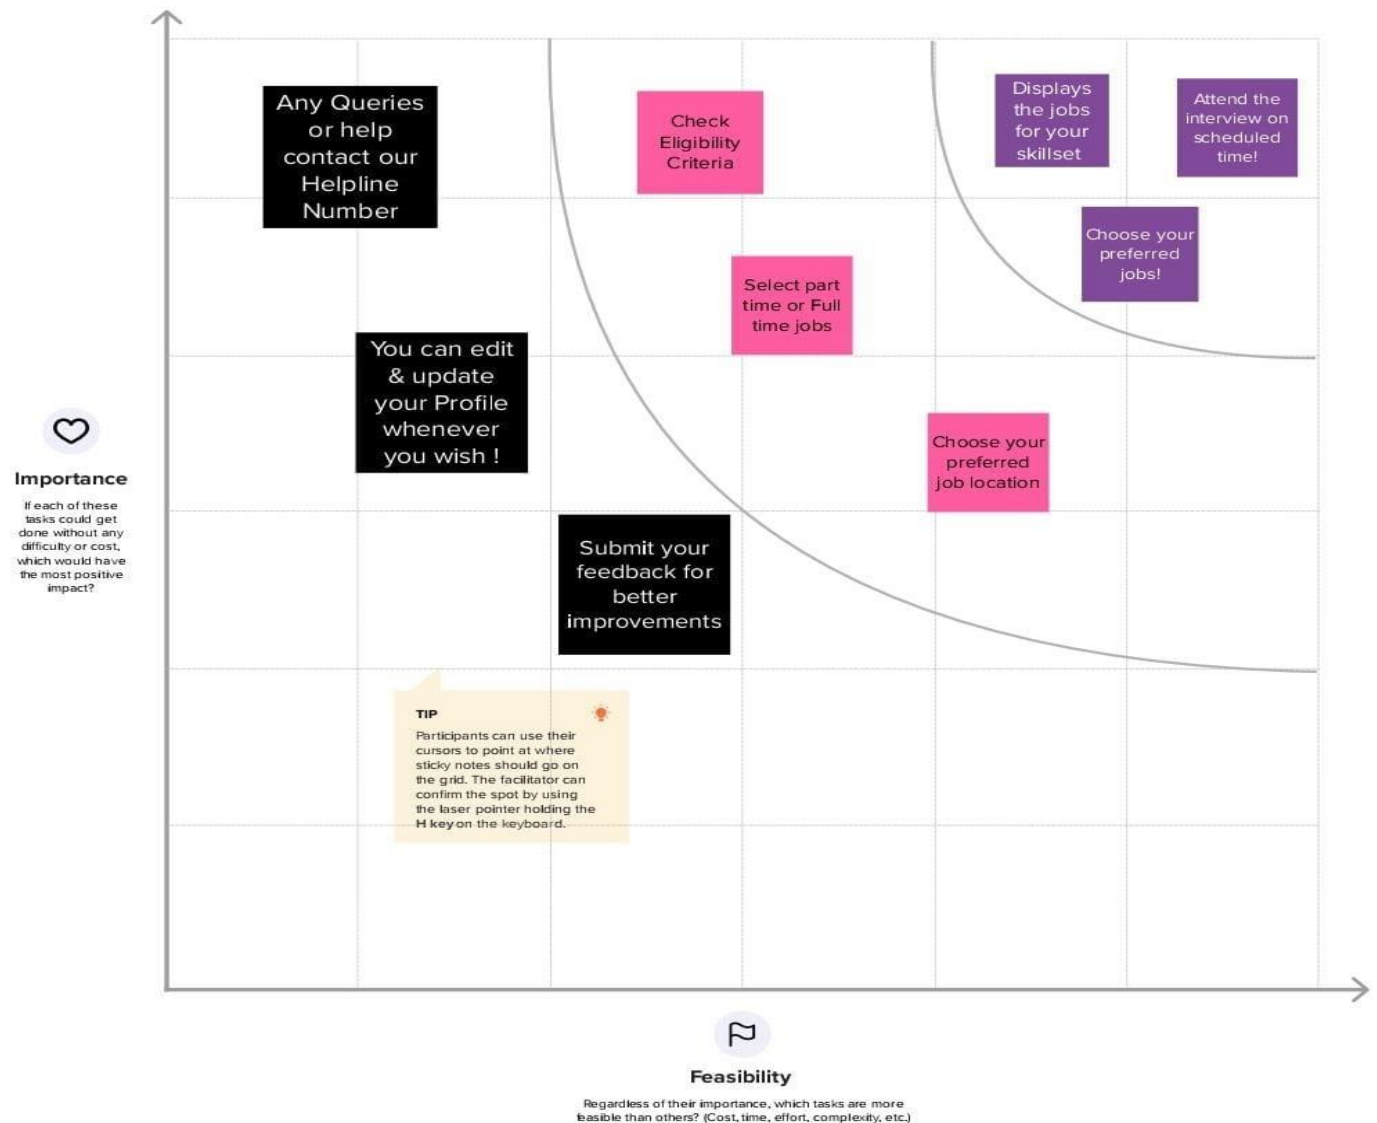 Any Queries
or help
contact our
Helpline
Number
Check
Eligibility
Criteria
Displays
the jobs
for your
skillset
Attend the
interview on
scheduled
time!
Choose your
preferred
jobs!
Select part
time or Full
time jobs
You can edit
& update
your Profile
whenever
you wish !
Choose your
preferred
job location
Submit your
feedback for
better
improvements
Importance
If each of these
tasks could get
done without any
difficulty or cost,
which would have
the most positive
impact?
TIP
Participants can use their
cursors to point at where
sticky notes should go on
the grid. The facilitator can
confirm the spot by using
the laser pointer holding the
H key on the keyboard.
Feasibility
Regardless of their importance, which tasks are more
feasible than others? (Cost, time, effort, complexity, etc.)